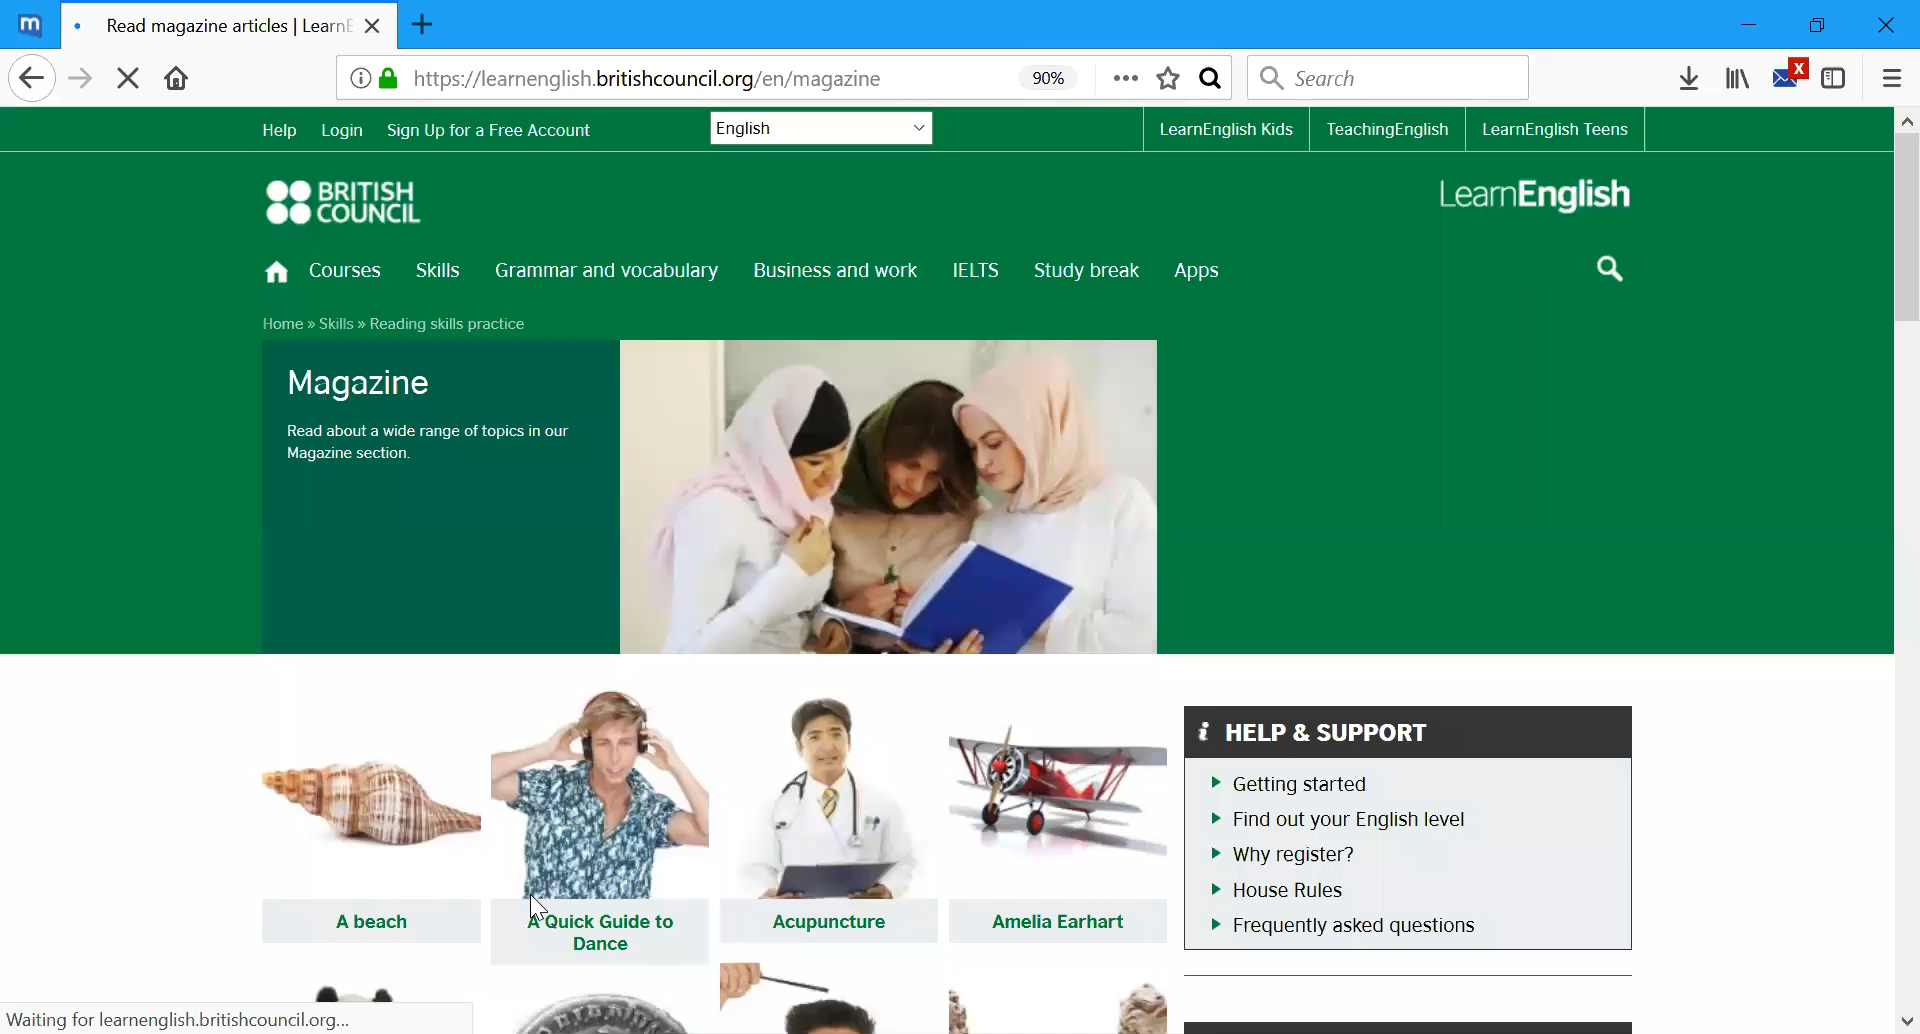 Read magazine articles | Learn
https://learnenglish.britishcouncil.org/en/magazine
90%
Search
X
Help
Login
Sign Up for a Free Account
English
LearnEnglish Kids
TeachingEnglish
LearnEnglish Teens
BRITISH
COUNCIL
LearnEnglish
Courses
Skills
Grammar and vocabulary
Business and work
IELTS
Study break
Apps
Home » Skills » Reading skills practice
Magazine
Read about a wide range of topics in our
Magazine section.
HELP & SUPPORT
Getting started
Find out your English level
Why register?
House Rules
Frequently asked questions
A beach
A Quick Guide to
Dance
Acupuncture
Amelia Earhart
Waiting for learnenglish.britishcouncil.org...